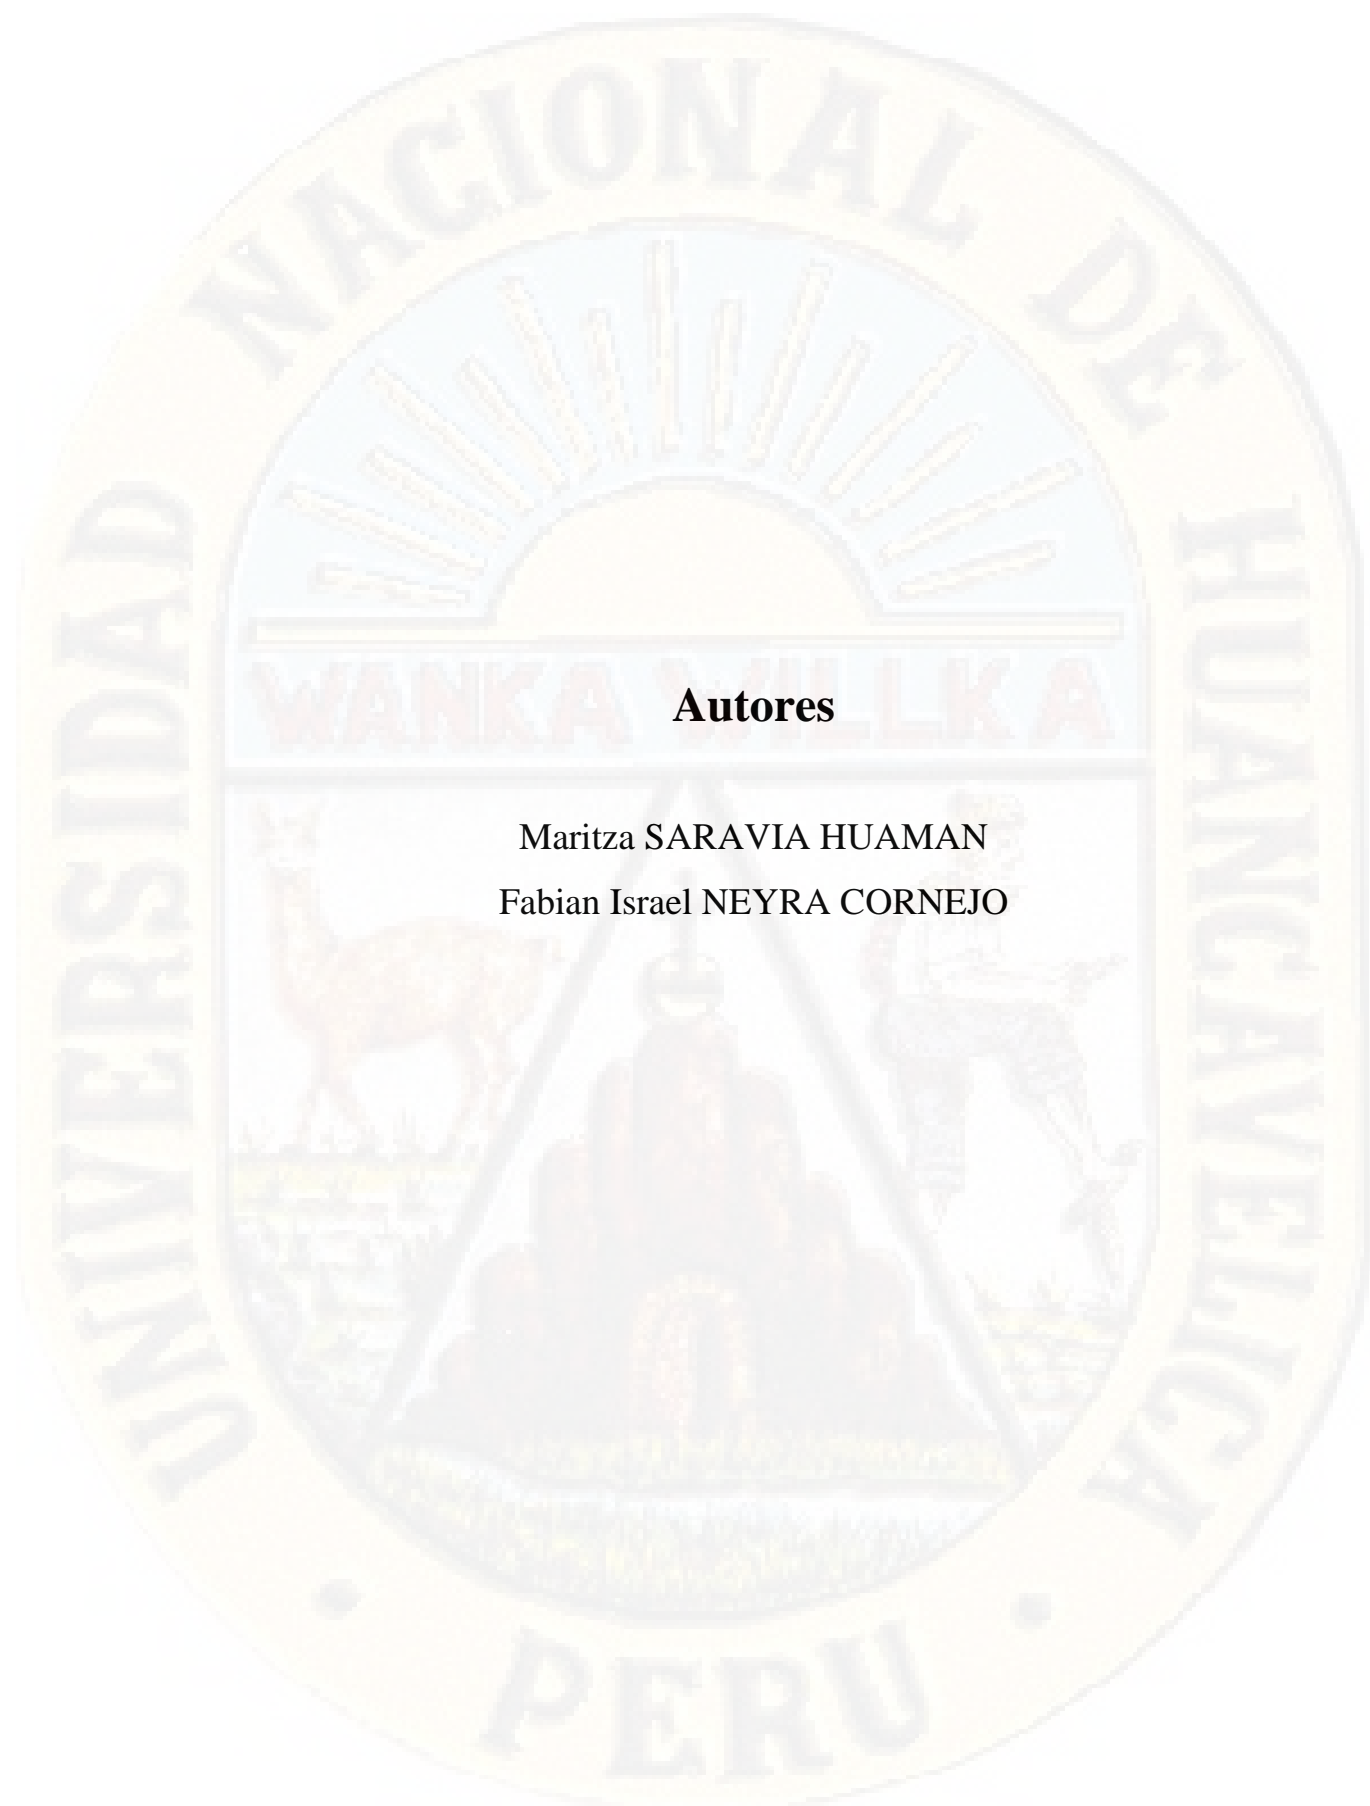 UNIVERSIDAD NACIONAL DE HUANCAVELICA
WANKA WILLKA
Autores
Maritza SARAVIA HUAMAN
Fabian Israel NEYRA CORNEJO
• PERU •